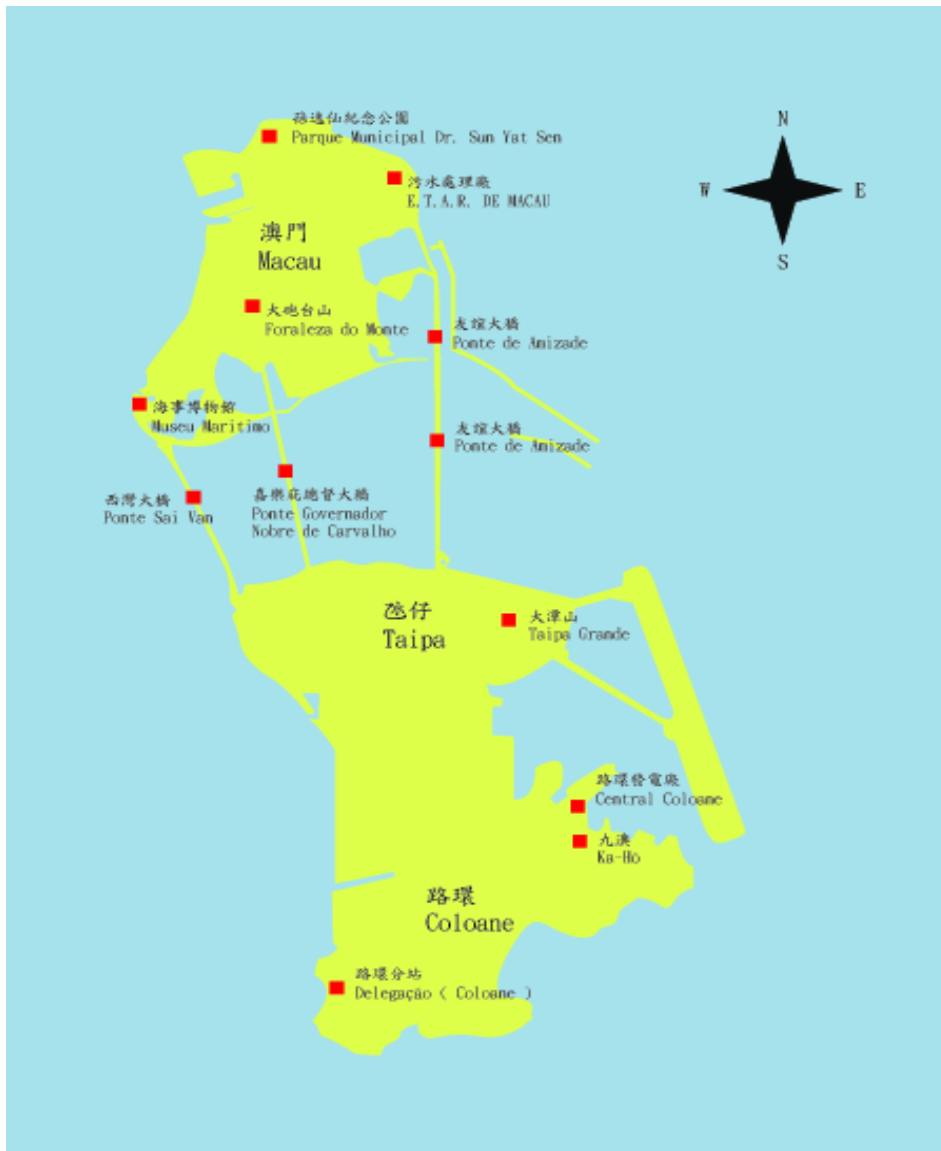 孫逸仙紀念公園
Parque Municipal Dr. Sun Yat Sen
污水處理廠
E.T.A.R. DE MACAU
N
W
E
S
澳門
Macau
大砲台山
Foraleza do Monte
友誼大橋
Ponte de Amizade
海事博物館
Museu Maritimo
友誼大橋
Ponte de Amizade
西灣大橋
Ponte Sai Van
嘉樂庇總督大橋
Ponte Governador
Nobre de Carvalho
氹仔
Taipa
大潭山
Taipa Grande
路環發電廠
Central Coloame
九澳
Ka-Ho
路環
Coloane
路環分站
Delegação ( Coloane )